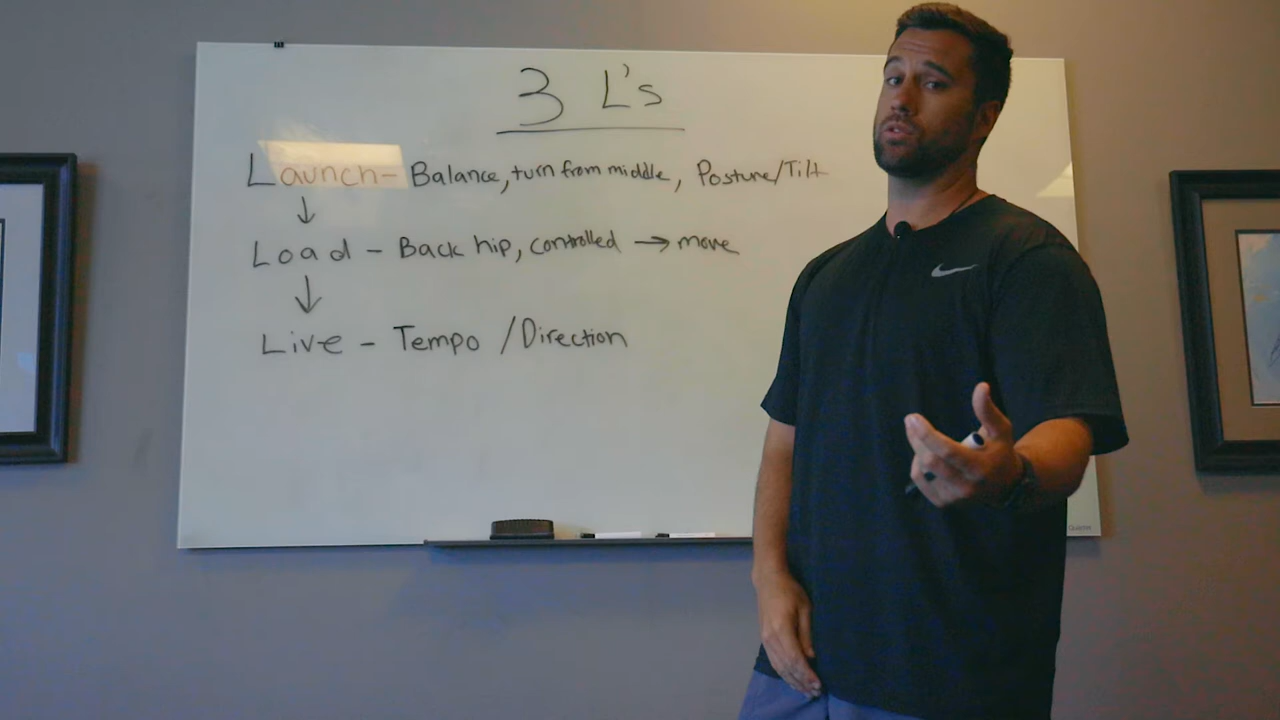 3 L's
Launch- Balance, turn from middle, Posture/Tilt
↓
Load - Back hip, controlled → move
↓
Live - Tempo / Direction